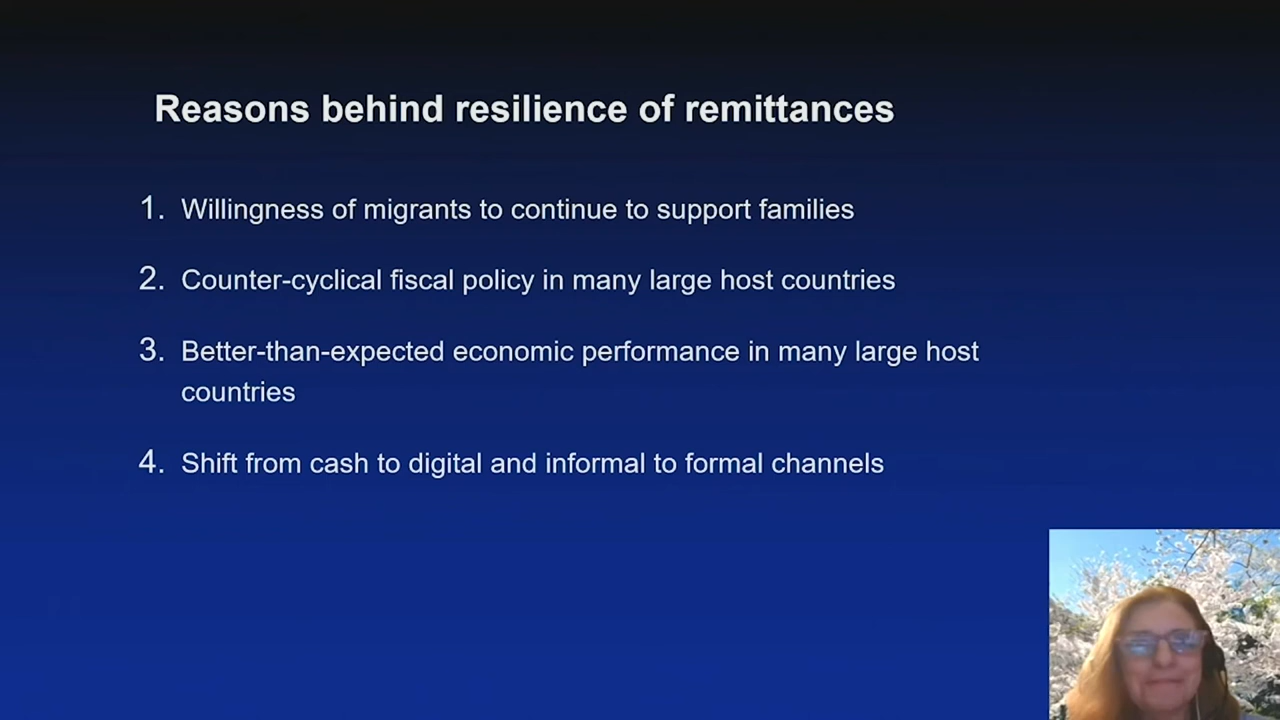 Reasons behind resilience of remittances
1. Willingness of migrants to continue to support families
2. Counter-cyclical fiscal policy in many large host countries
3. Better-than-expected economic performance in many large host
countries
4. Shift from cash to digital and informal to formal channels